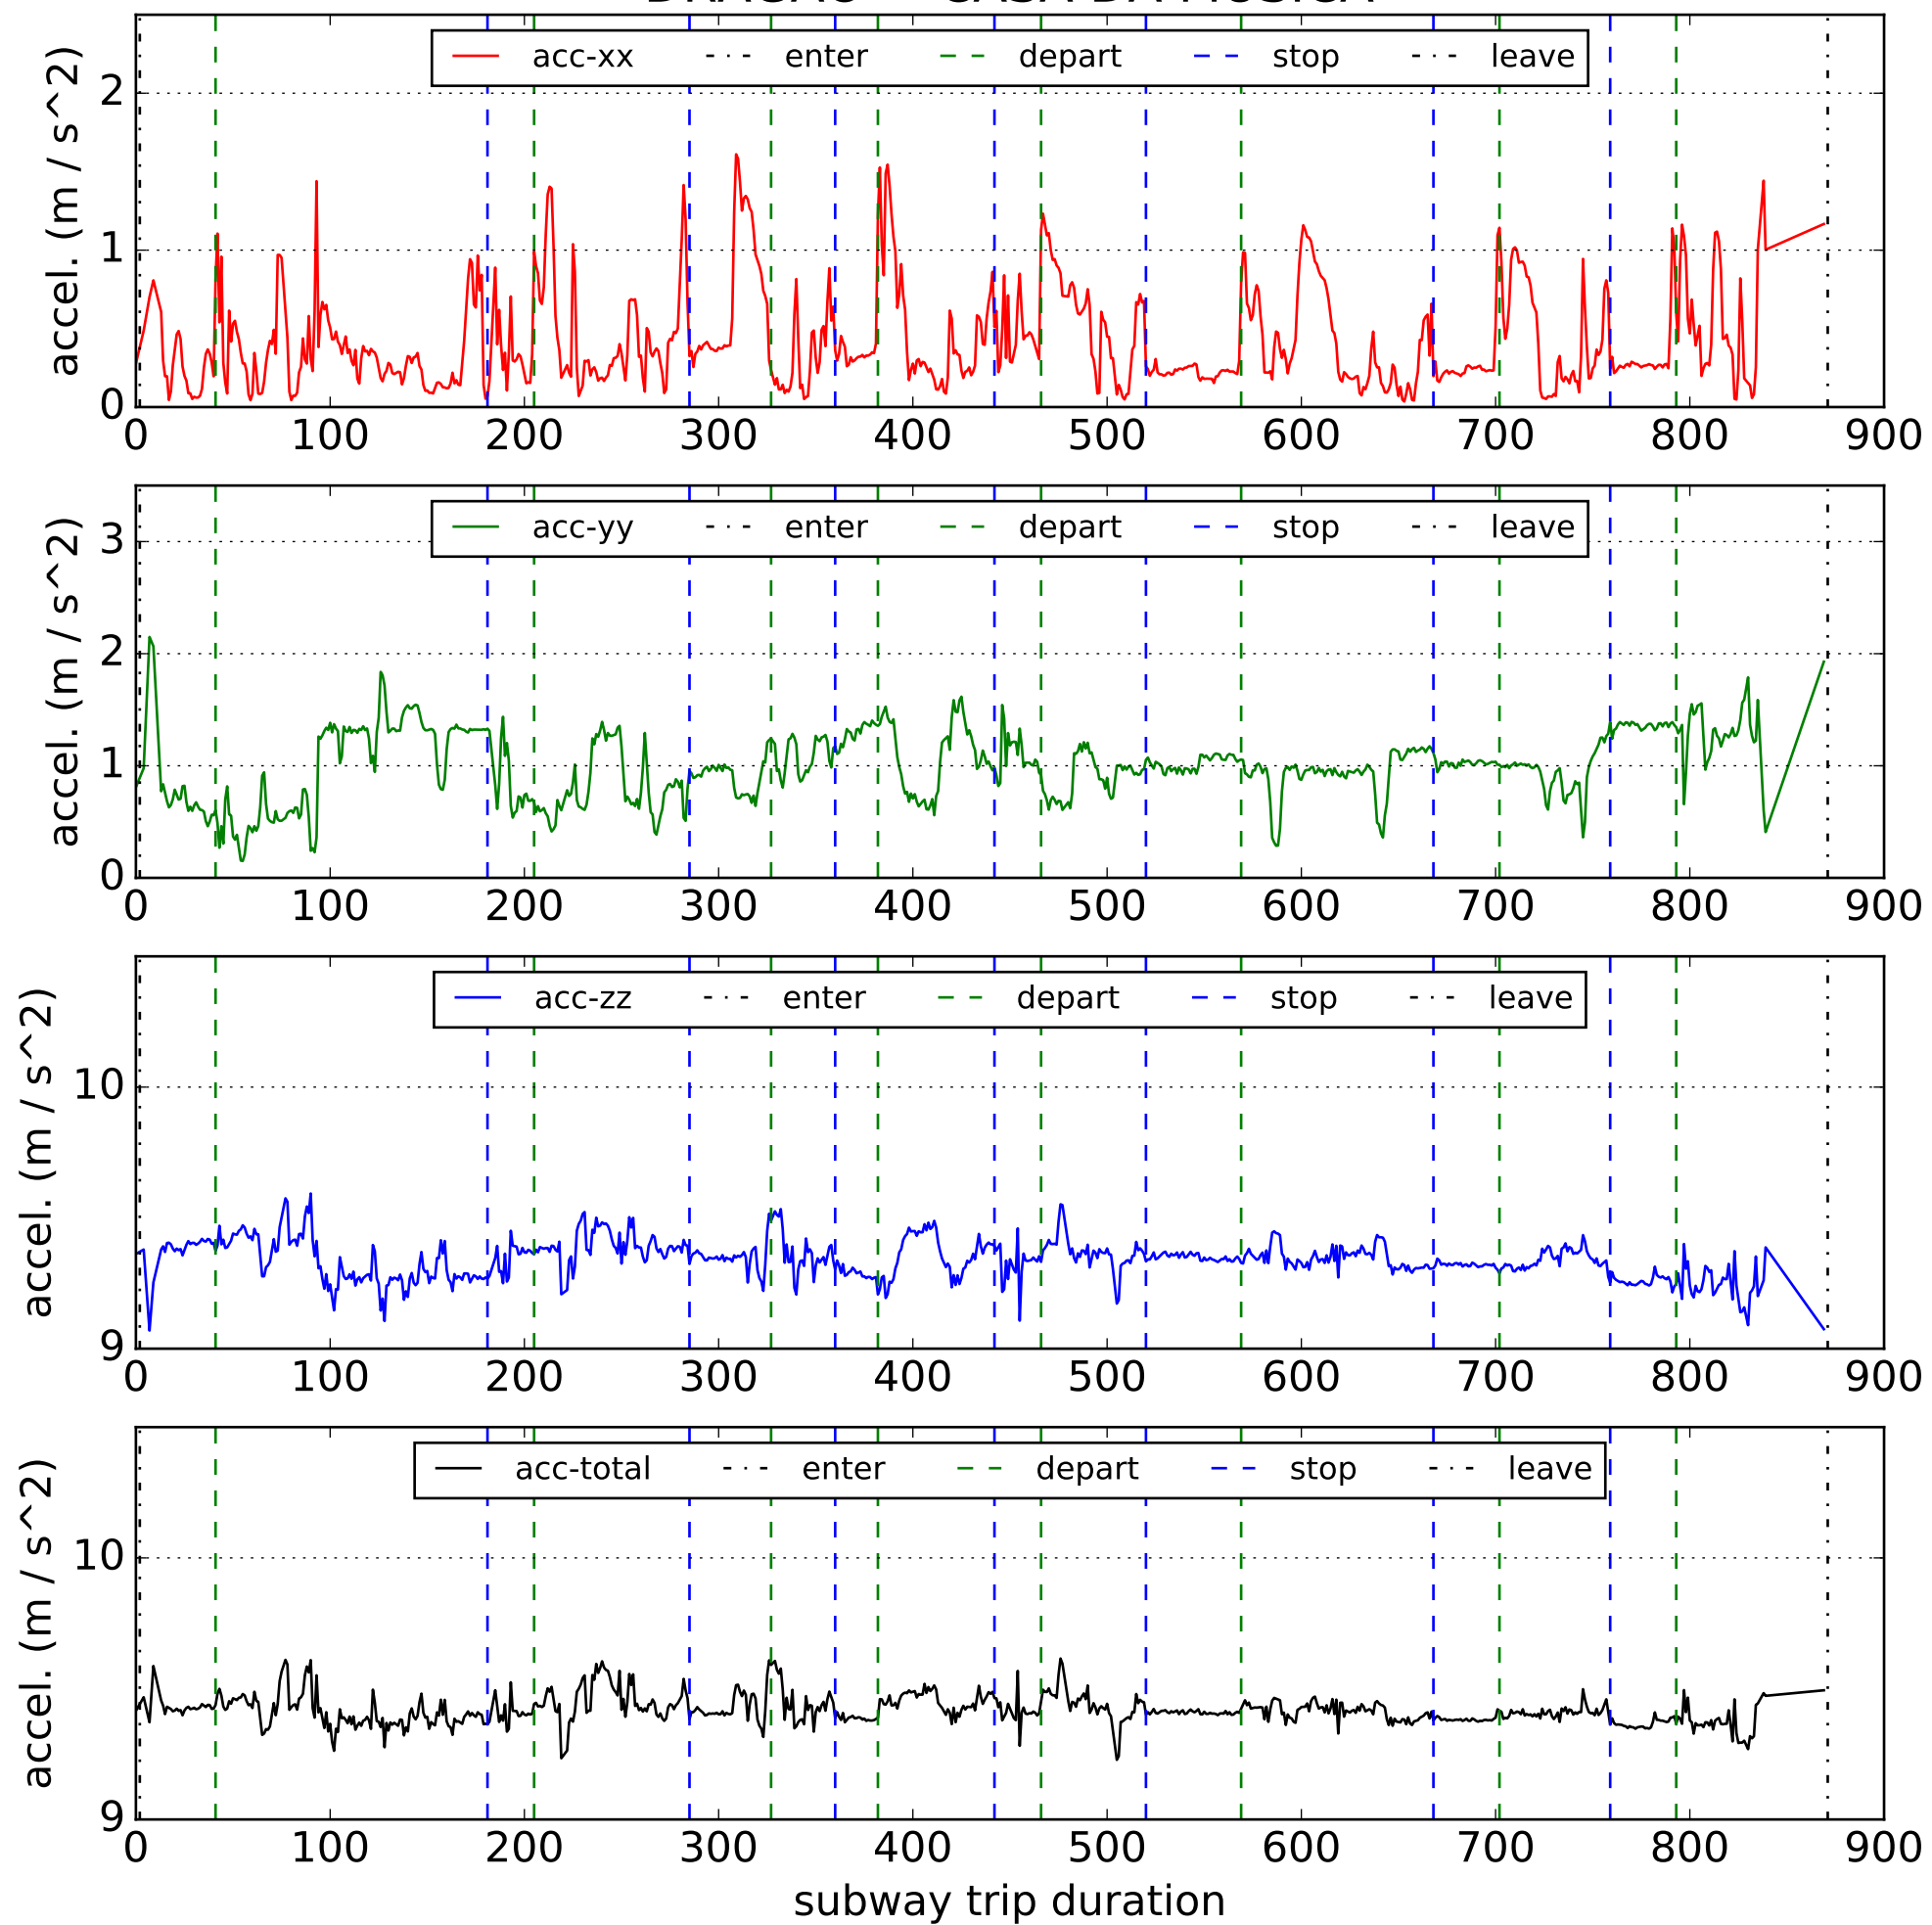 accel. (m / s^2)
2
1
0
acc-xx enter depart stop leave
0 100 200 300 400 500 600 700 800 900
accel. (m / s^2)
3
2
1
0
acc-yy enter depart stop leave
0 100 200 300 400 500 600 700 800 900
accel. (m / s^2)
10
9
acc-zz enter depart stop leave
0 100 200 300 400 500 600 700 800 900
accel. (m / s^2)
10
9
acc-total enter depart stop leave
0 100 200 300 400 500 600 700 800 900
subway trip duration